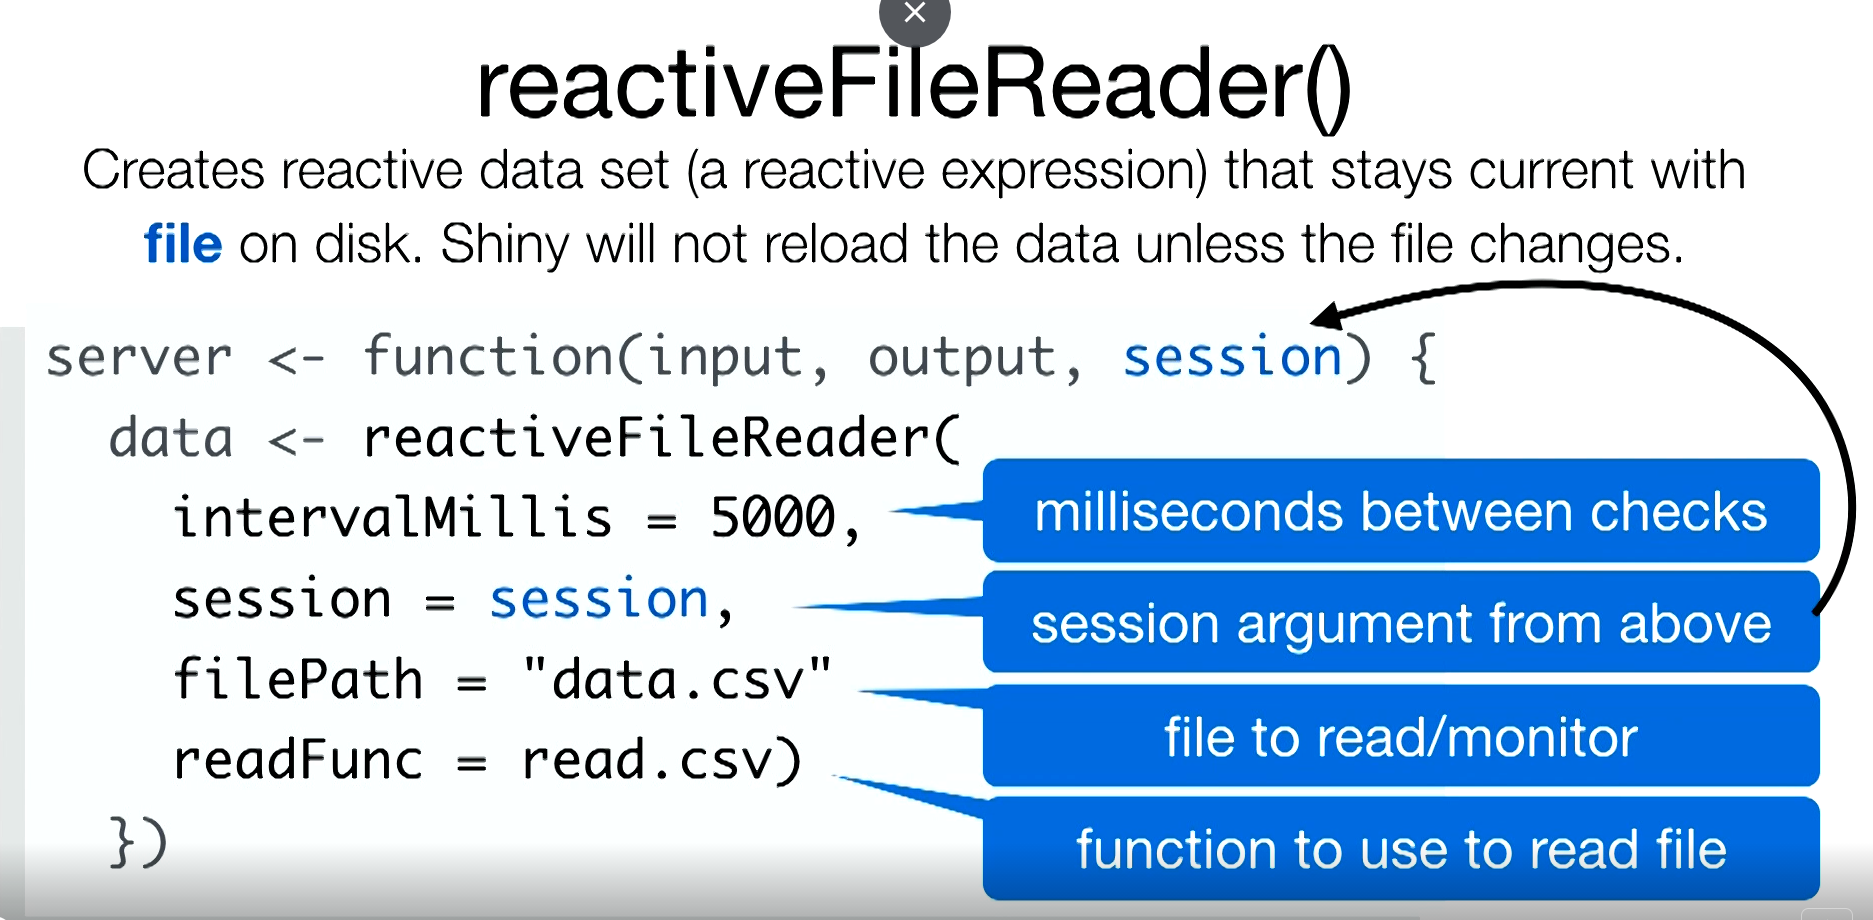 reactiveFileReader()
Creates reactive data set (a reactive expression) that stays current with
file on disk. Shiny will not reload the data unless the file changes.
server <- function(input, output, session) {
data <- reactiveFileReader(
intervalMillis = 5000,
milliseconds between checks
session = session,
session argument from above
filePath = "data.csv"
file to read/monitor
readFunc = read.csv)
function to use to read file
})